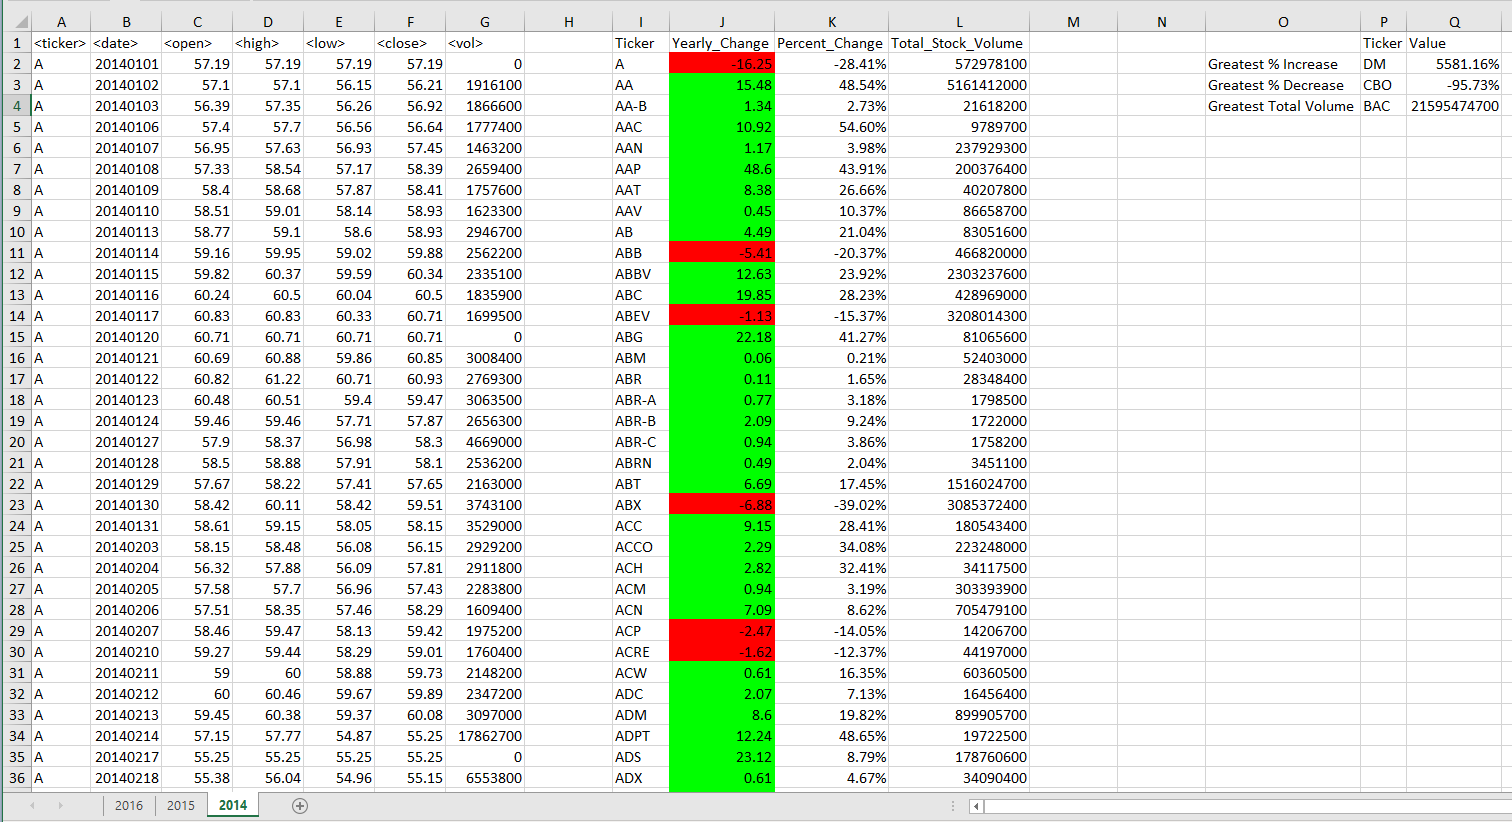 A B C D E F G H I J K L M N O P Q
1 <ticker> <date> <open> <high> <low> <close> <vol> Ticker Yearly_Change Percent_Change Total_Stock_Volume Ticker Value
2 A 20140101 57.19 57.19 57.19 57.19 0 A -16.25 -28.41% 572978100 Greatest % Increase DM 5581.16%
3 A 20140102 57.1 57.1 56.15 56.21 1916100 AA 15.48 48.54% 5161412000 Greatest % Decrease CBO -95.73%
4 A 20140103 56.39 57.35 56.26 56.92 1866600 AA-B 1.34 2.73% 21618200 Greatest Total Volume BAC 21595474700
5 A 20140106 57.4 57.7 56.56 56.64 1777400 AAC 10.92 54.60% 9789700
6 A 20140107 56.95 57.63 56.93 57.45 1463200 AAN 1.17 3.98% 237929300
7 A 20140108 57.33 58.54 57.17 58.39 2659400 AAP 48.6 43.91% 200376400
8 A 20140109 58.4 58.68 57.87 58.41 1757600 AAT 8.38 26.66% 40207800
9 A 20140110 58.51 59.01 58.14 58.93 1623300 AAV 0.45 10.37% 86658700
10 A 20140113 58.77 59.1 58.6 58.93 2946700 AB 4.49 21.04% 83051600
11 A 20140114 59.16 59.95 59.02 59.88 2562200 ABB -5.41 -20.37% 466820000
12 A 20140115 59.82 60.37 59.59 60.34 2335100 ABBV 12.63 23.92% 2303237600
13 A 20140116 60.24 60.5 60.04 60.5 1835900 ABC 19.85 28.23% 428969000
14 A 20140117 60.83 60.83 60.33 60.71 1699500 ABEV -1.13 -15.37% 3208014300
15 A 20140120 60.71 60.71 60.71 60.71 0 ABG 22.18 41.27% 81065600
16 A 20140121 60.69 60.88 59.86 60.85 3008400 ABM 0.06 0.21% 52403000
17 A 20140122 60.82 61.22 60.71 60.93 2769300 ABR 0.11 1.65% 28348400
18 A 20140123 60.48 60.51 59.4 59.47 3063500 ABR-A 0.77 3.18% 1798500
19 A 20140124 59.46 59.46 57.71 57.87 2656300 ABR-B 2.09 9.24% 1722000
20 A 20140127 57.9 58.37 56.98 58.3 4669000 ABR-C 0.94 3.86% 1758200
21 A 20140128 58.5 58.88 57.91 58.1 2536200 ABRN 0.49 2.04% 3451100
22 A 20140129 57.67 58.22 57.41 57.65 2163000 ABT 6.69 17.45% 1516024700
23 A 20140130 58.42 60.11 58.42 59.51 3743100 ABX -6.88 -39.02% 3085372400
24 A 20140131 58.61 59.15 58.05 58.15 3529000 ACC 9.15 28.41% 180543400
25 A 20140203 58.15 58.48 56.08 56.15 2929200 ACCO 2.29 34.08% 223248000
26 A 20140204 56.32 57.88 56.09 57.81 2911800 ACH 2.82 32.41% 34117500
27 A 20140205 57.58 57.7 56.96 57.43 2283800 ACM 0.94 3.19% 303393900
28 A 20140206 57.51 58.35 57.46 58.29 1609400 ACN 7.09 8.62% 705479100
29 A 20140207 58.46 59.47 58.13 59.42 1975200 ACP -2.47 -14.05% 14206700
30 A 20140210 59.27 59.44 58.29 59.01 1760400 ACRE -1.62 -12.37% 44197000
31 A 20140211 59 60 58.88 59.73 2148200 ACW 0.61 16.35% 60360500
32 A 20140212 60 60.46 59.67 59.89 2347200 ADC 2.07 7.13% 16456400
33 A 20140213 59.45 60.38 59.37 60.08 3097000 ADM 8.6 19.82% 899905700
34 A 20140214 57.15 57.77 54.87 55.25 17862700 ADPT 12.24 48.65% 19722500
35 A 20140217 55.25 55.25 55.25 55.25 0 ADS 23.12 8.79% 178760600
36 A 20140218 55.38 56.04 54.96 55.15 6553800 ADX 0.61 4.67% 34090400
2016 2015 2014